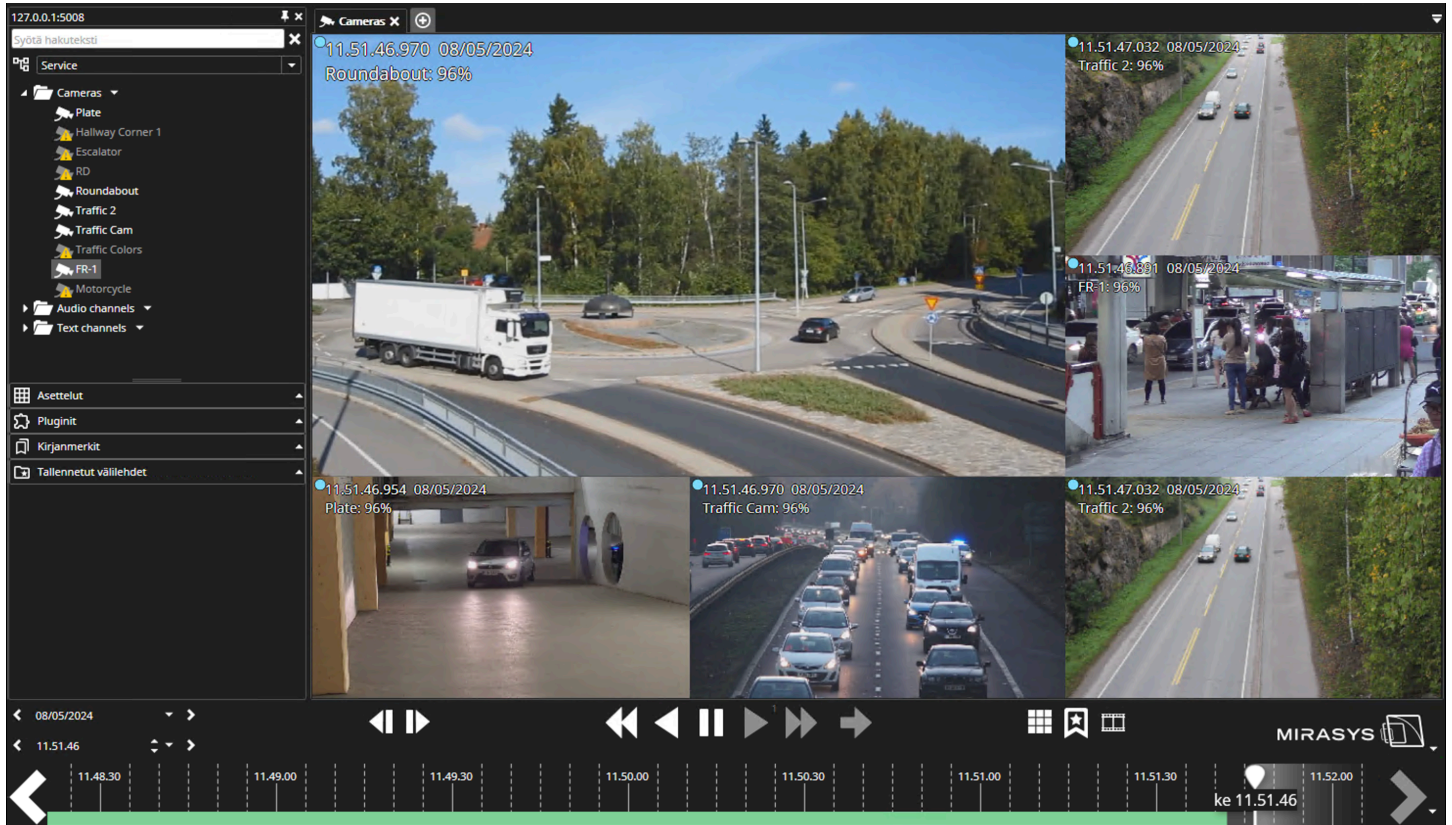 127.0.0.1:5008
Cameras
Syötä hakuteksti
Service
Cameras
Plate
Hallway Corner 1
Escalator
RD
Roundabout
Traffic 2
Traffic Cam
Traffic Colors
FR-1
Motorcycle
Audio channels
Text channels
Asettelut
Pluginit
Kirjanmerkit
Tallennetut välilehdet
11.51.46.970 08/05/2024
Roundabout: 96%
11.51.47.032 08/05/2024
Traffic 2: 96%
11.51.46.891 08/05/2024
FR-1: 96%
11.51.46.954 08/05/2024
Plate: 96%
11.51.46.970 08/05/2024
Traffic Cam: 96%
11.51.47.032 08/05/2024
Traffic 2: 96%
08/05/2024
11.51.46
1
MIRASYS
11.48.30 11.49.00 11.49.30 11.50.00 11.50.30 11.51.00 11.51.30 11.52.00
ke 11.51.46